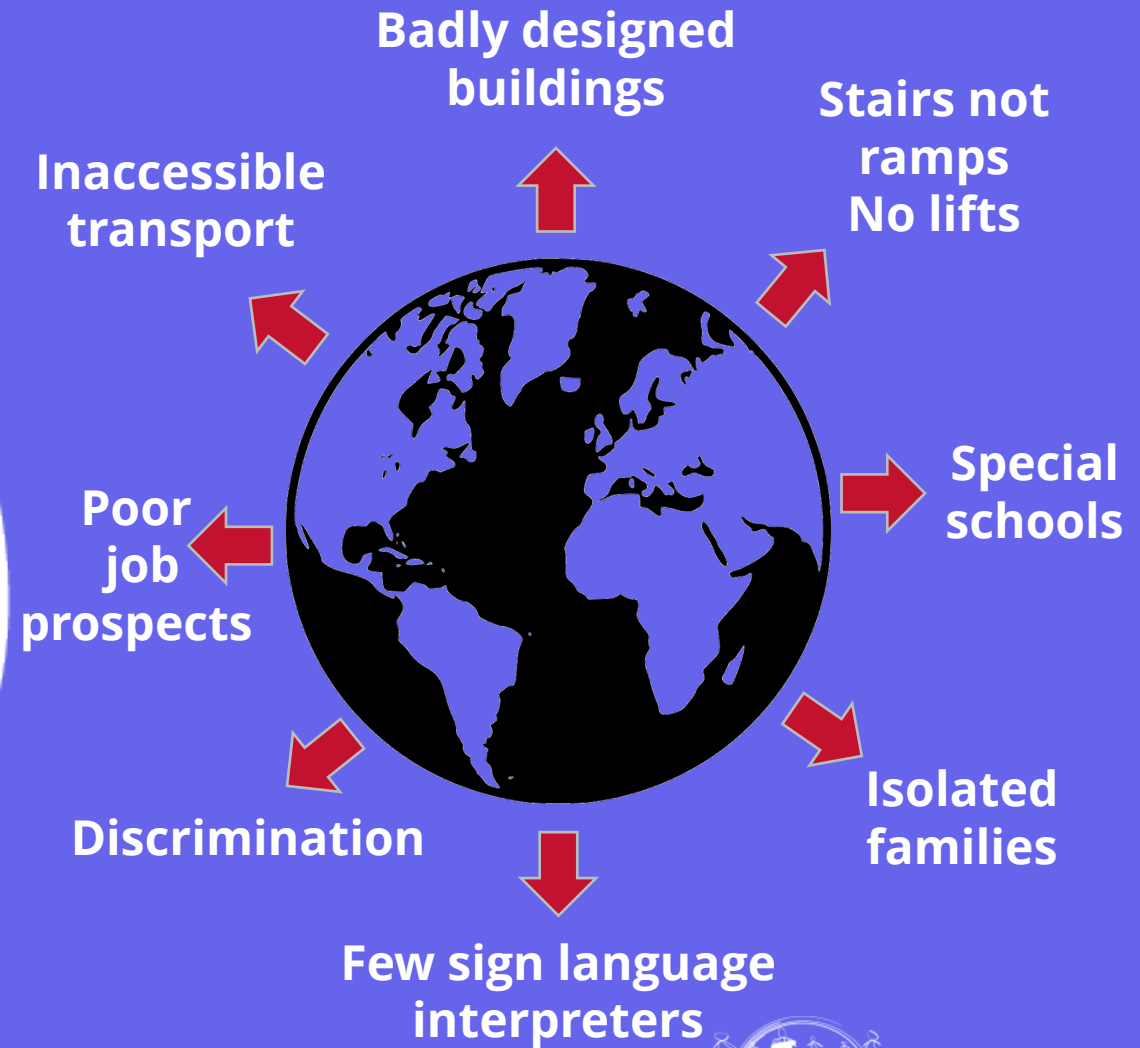 Badly designed
buildings
Stairs not
ramps
No lifts
Inaccessible
transport
Special
schools
Poor
job
prospects
Isolated
families
Discrimination
Few sign language
interpreters